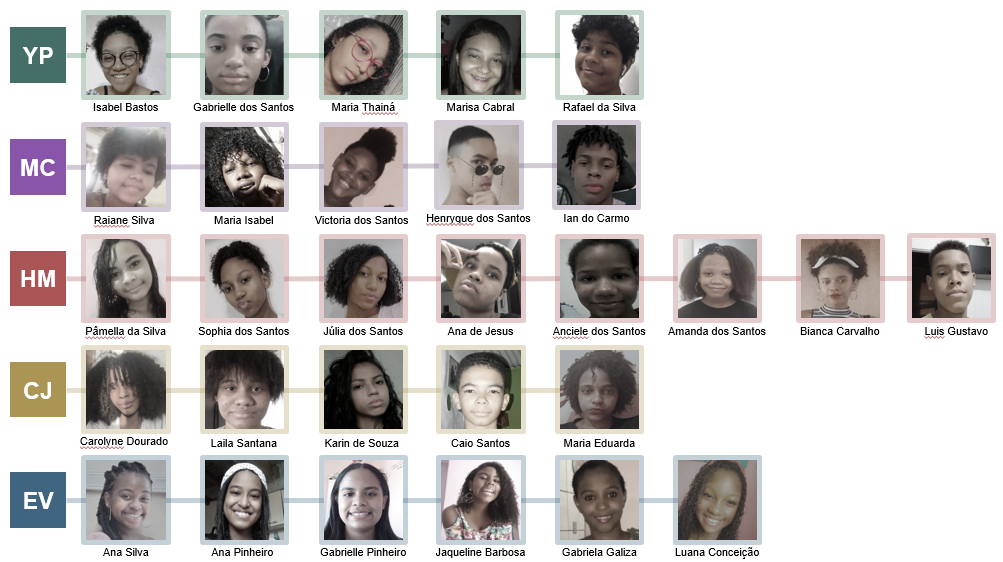 YP
Isabel Bastos
Gabrielle dos Santos
Maria Thainá
Marisa Cabral
Rafael da Silva
MC
Raiane Silva
Maria Isabel
Victoria dos Santos
Henryque dos Santos
Ian do Carmo
HM
Pâmella da Silva
Sophia dos Santos
Júlia dos Santos
Ana de Jesus
Anciele dos Santos
Amanda dos Santos
Bianca Carvalho
Luis Gustavo
CJ
Carolyne Dourado
Laila Santana
Karin de Souza
Caio Santos
Maria Eduarda
EV
Ana Silva
Ana Pinheiro
Gabrielle Pinheiro
Jaqueline Barbosa
Gabriela Galiza
Luana Conceição